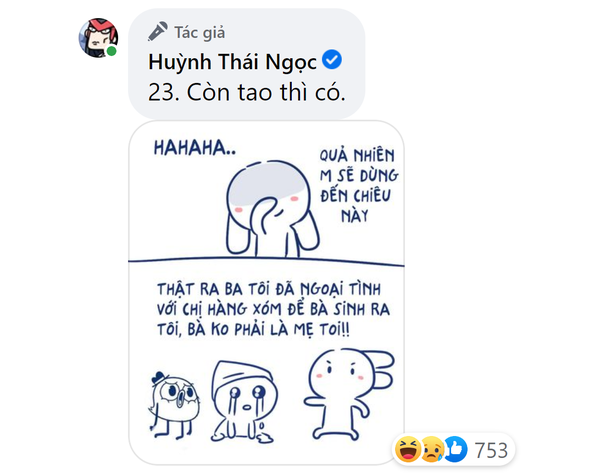 Tác giả
Huỳnh Thái Ngọc
23. Còn tao thì có.
HAHAHA..
QUẢ NHIÊN
M SẼ DÙNG
ĐẾN CHIÊU
NÀY
THẬT RA BA TÔI ĐÃ NGOẠI TÌNH
VỚI CHỊ HÀNG XÓM ĐỂ BÀ SINH RA
TÔI, BÀ KO PHẢI LÀ MẸ TOI!!
753